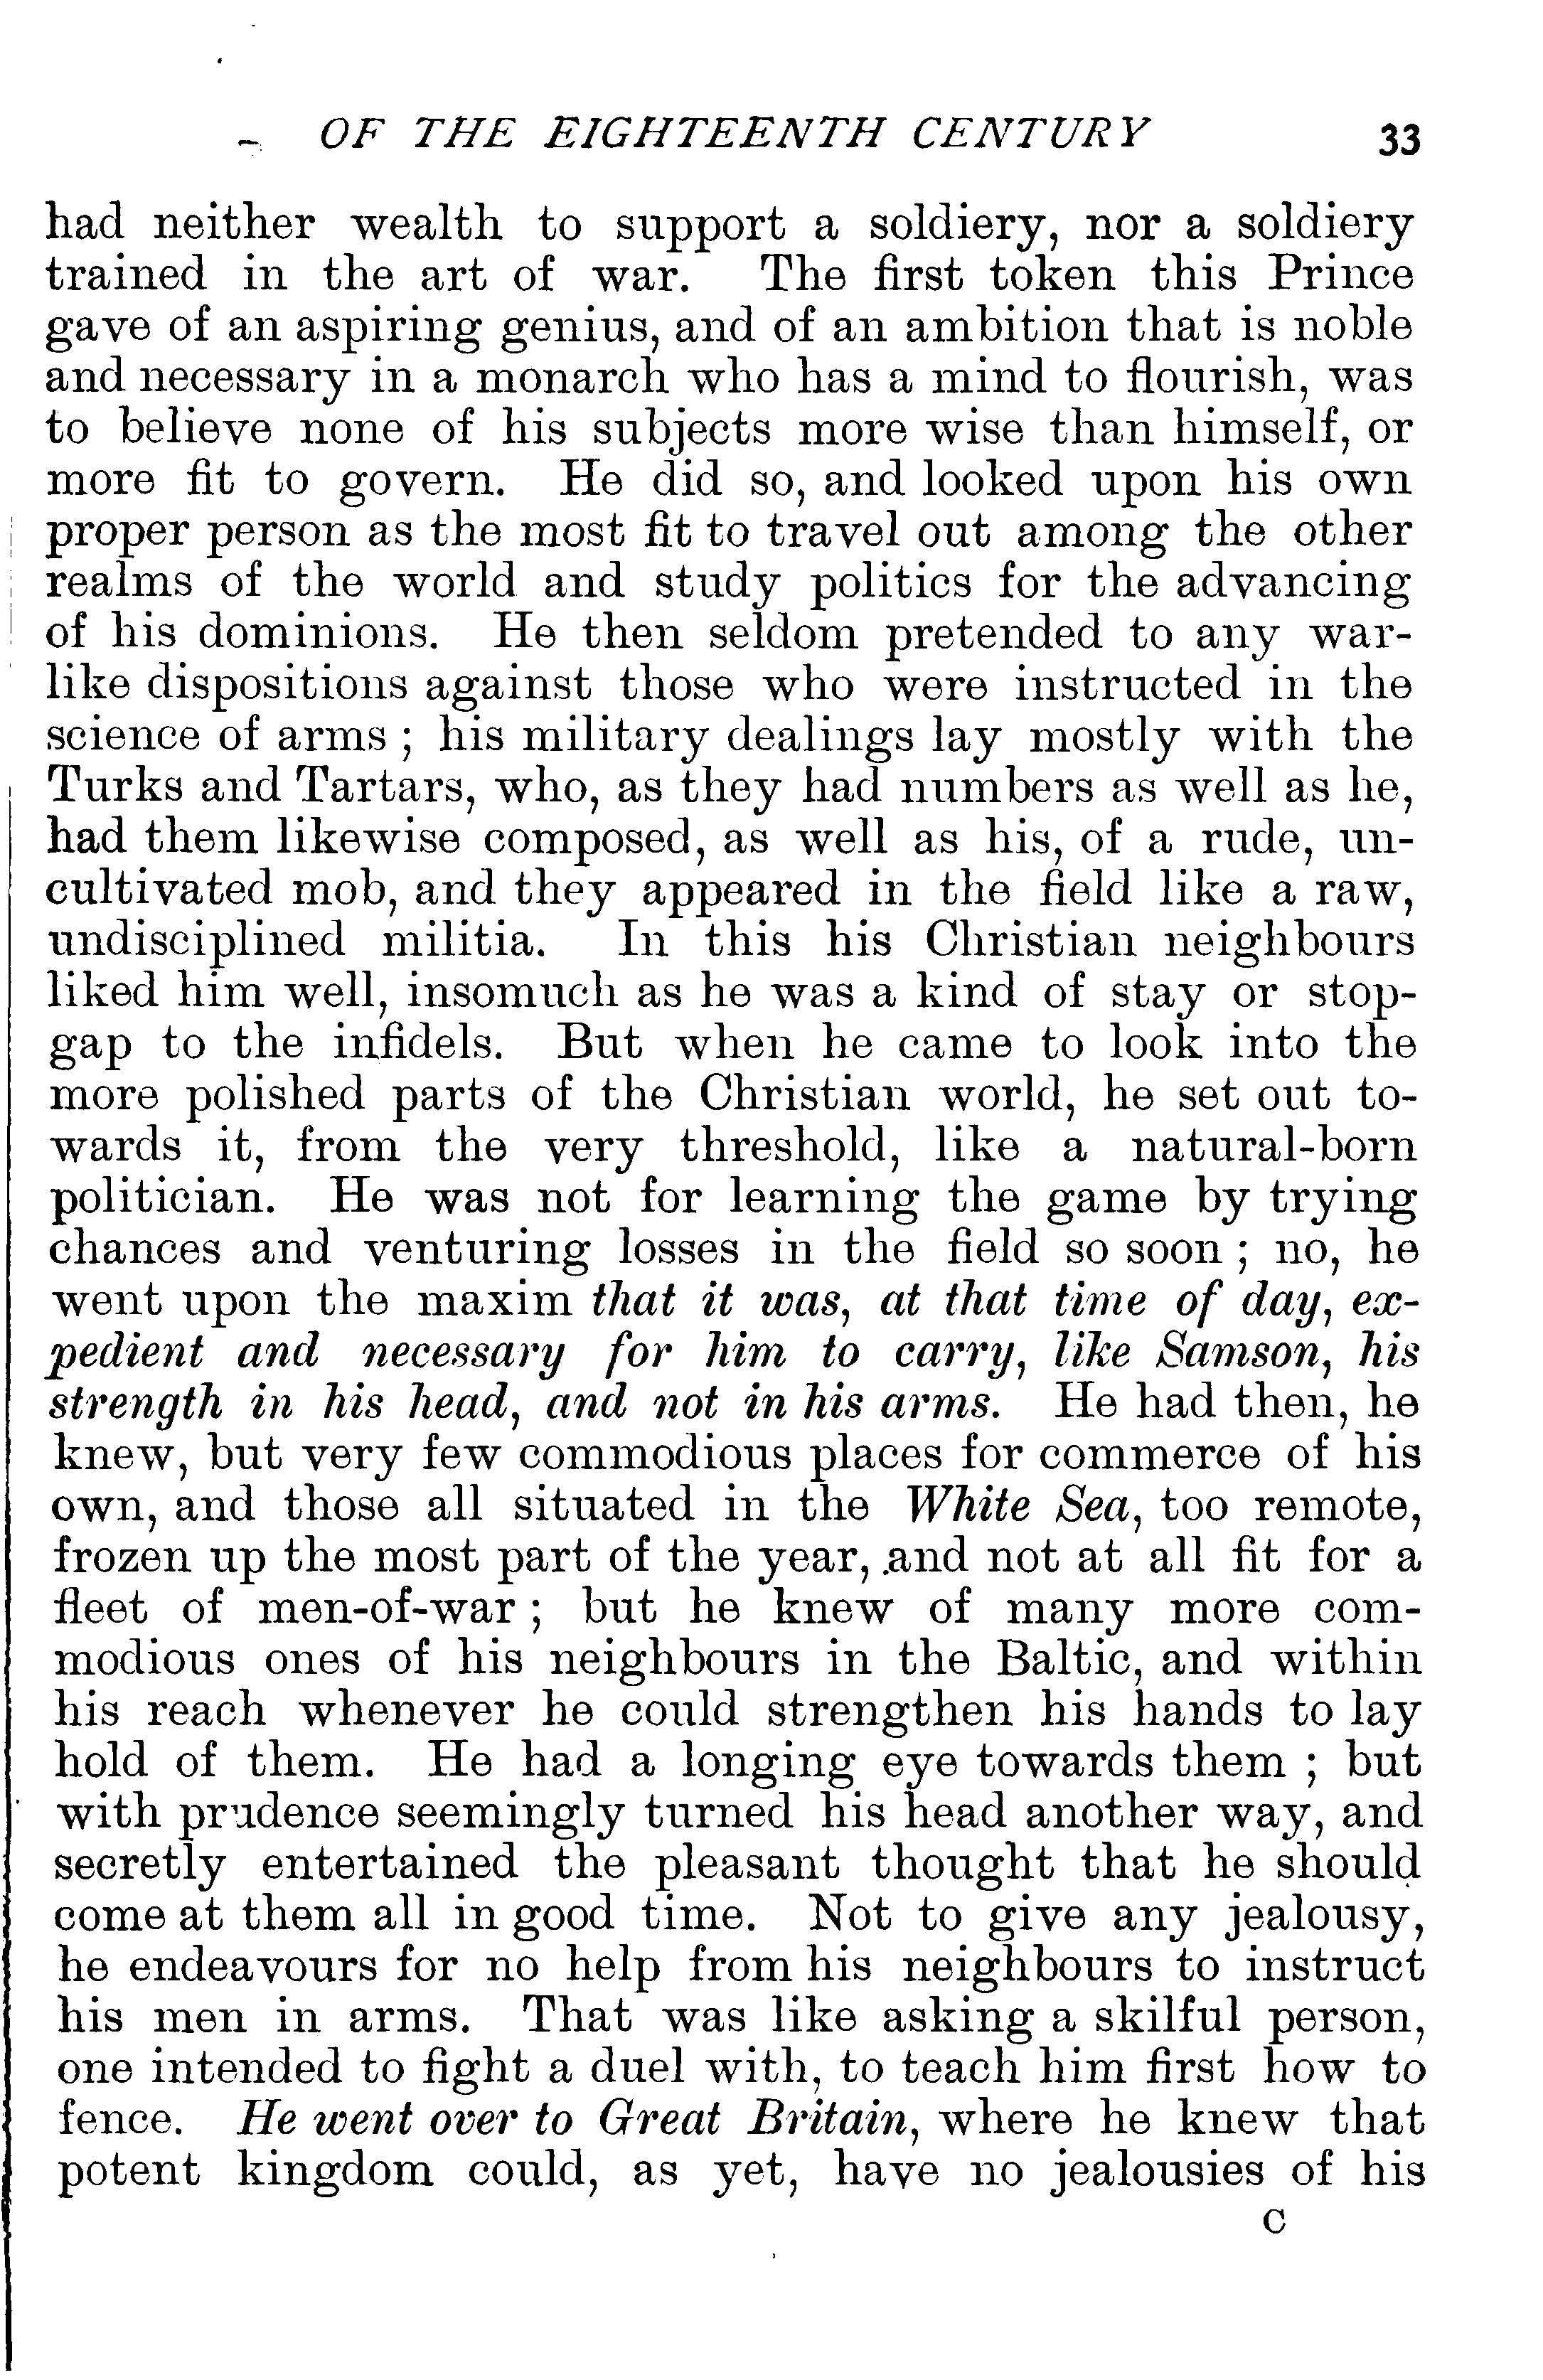 OF THE EIGHTEENTH CENTURY 33
had neither wealth to support a soldiery, nor a soldiery
trained in the art of war. The first token this Prince
gave of an aspiring genius, and of an ambition that is noble
and necessary in a monarch who has a mind to flourish, was
to believe none of his subjects more wise than himself, or
more fit to govern. He did so, and looked upon his own
proper person as the most fit to travel out among the other
realms of the world and study politics for the advancing
of his dominions. He then seldom pretended to any war-
like dispositions against those who were instructed in the
science of arms ; his military dealings lay mostly with the
Turks and Tartars, who, as they had numbers as well as he,
had them likewise composed, as well as his, of a rude, un-
cultivated mob, and they appeared in the field like a raw,
undisciplined militia. In this his Christian neighbours
liked him well, insomuch as he was a kind of stay or stop-
gap to the infidels. But when he came to look into the
more polished parts of the Christian world, he set out to-
wards it, from the very threshold, like a natural-born
politician. He was not for learning the game by trying
chances and venturing losses in the field so soon ; no, he
went upon the maxim that it was, at that time of day, ex-
pedient and necessary for him to carry, like Samson, his
strength in his head, and not in his arms. He had then, he
knew, but very few commodious places for commerce of his
own, and those all situated in the White Sea, too remote,
frozen up the most part of the year, and not at all fit for a
fleet of men-of-war ; but he knew of many more com-
modious ones of his neighbours in the Baltic, and within
his reach whenever he could strengthen his hands to lay
hold of them. He had a longing eye towards them ; but
with prudence seemingly turned his head another way, and
secretly entertained the pleasant thought that he should
come at them all in good time. Not to give any jealousy,
he endeavours for no help from his neighbours to instruct
his men in arms. That was like asking a skilful person,
one intended to fight a duel with, to teach him first how to
fence. He went over to Great Britain, where he knew that
potent kingdom could, as yet, have no jealousies of his
C